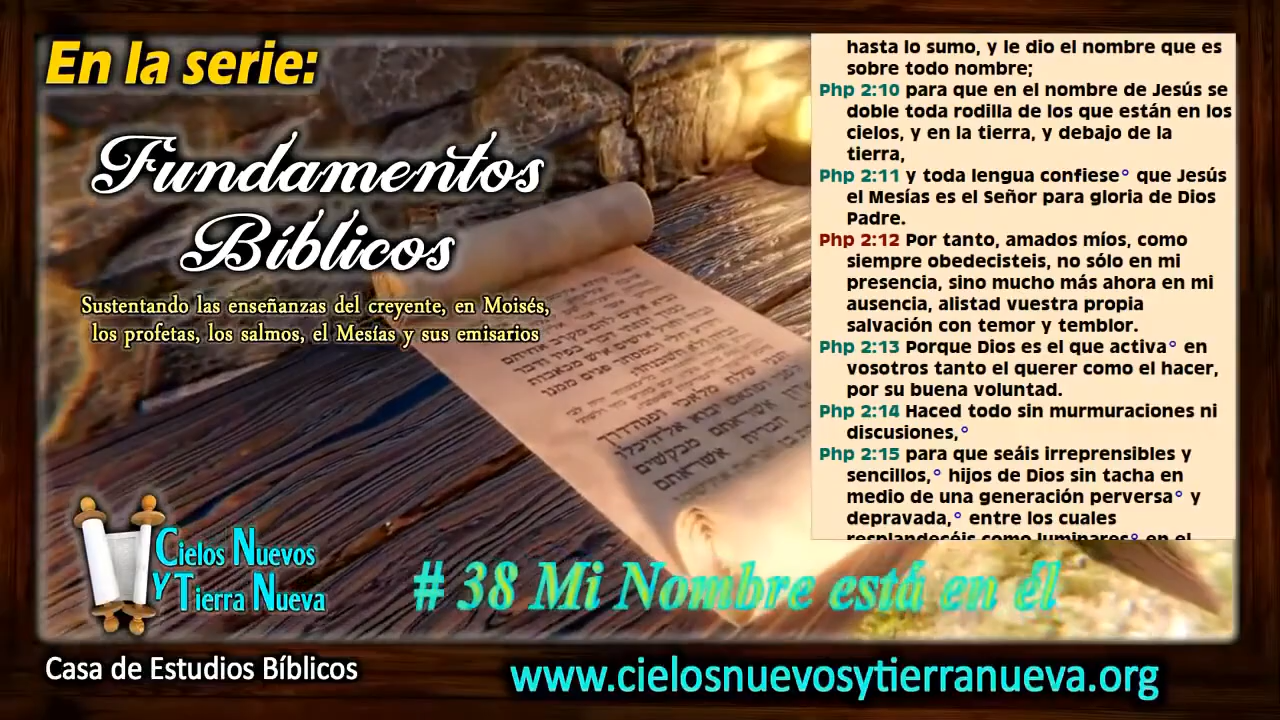 En la serie:
Fundamentos
Bíblicos
Sustentando las enseñanzas del creyente, en Moisés,
los profetas, los salmos, el Mesías y sus emisarios
hasta lo sumo, y le dio el nombre que es
sobre todo nombre;
Php 2:10 para que en el nombre de Jesús se
doble toda rodilla de los que están en los
cielos, y en la tierra, y debajo de la
tierra,
Php 2:11 y toda lengua confiese° que Jesús
el Mesías es el Señor para gloria de Dios
Padre.
Php 2:12 Por tanto, amados míos, como
siempre obedecisteis, no sólo en mi
presencia, sino mucho más ahora en mi
ausencia, alistad vuestra propia
salvación con temor y temblor.
Php 2:13 Porque Dios es el que activa° en
vosotros tanto el querer como el hacer,
por su buena voluntad.
Php 2:14 Haced todo sin murmuraciones ni
discusiones,°
Php 2:15 para que seáis irreprensibles y
sencillos,° hijos de Dios sin tacha en
medio de una generación perversa° y
depravada,° entre los cuales
resplandecéis como luminares° en el
Cielos Nuevos
Y Tierra Nueva
# 38 Mi Nombre está en él
Casa de Estudios Bíblicos
www.cielosnuevosytierranueva.org